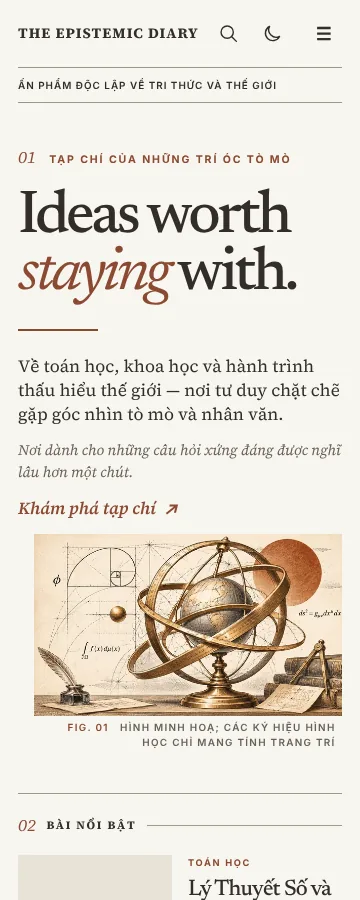 THE EPISTEMIC DIARY
ẤN PHẨM ĐỘC LẬP VỀ TRI THỨC VÀ THẾ GIỚI
01 TẠP CHÍ CỦA NHỮNG TRÍ ÓC TÒ MÒ
Ideas worth
staying with.
Về toán học, khoa học và hành trình
thấu hiểu thế giới — nơi tư duy chặt chẽ
gặp góc nhìn tò mò và nhân văn.
Nơi dành cho những câu hỏi xứng đáng được nghĩ
lâu hơn một chút.
Khám phá tạp chí ↗
ϕ
∫Ω f(x)dμ(x)
FIG. 01 HÌNH MINH HOẠ; CÁC KÝ HIỆU HÌNH
HỌC CHỈ MANG TÍNH TRANG TRÍ
02 BÀI NỔI BẬT
TOÁN HỌC
Lý Thuyết Số và